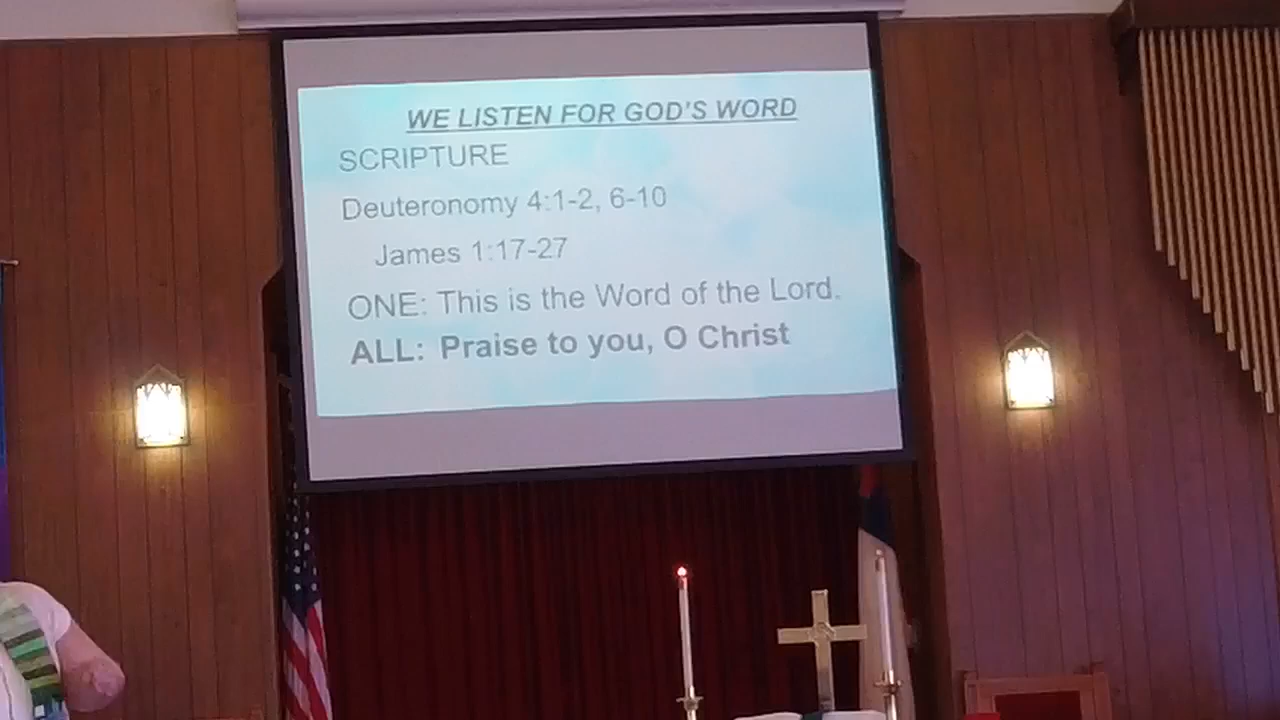 WE LISTEN FOR GOD'S WORD
SCRIPTURE
Deuteronomy 4:1-2, 6-10
James 1:17-27
ONE: This is the Word of the Lord.
ALL: Praise to you, O Christ